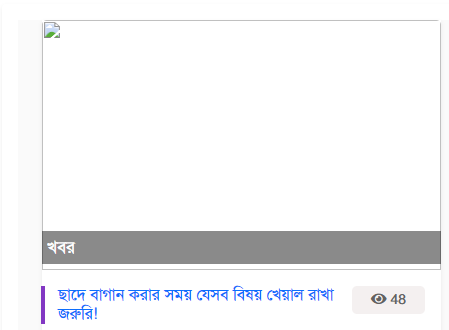 খবর
ছাদে বাগান করার সময় যেসব বিষয় খেয়াল রাখা
জরুরি!
48